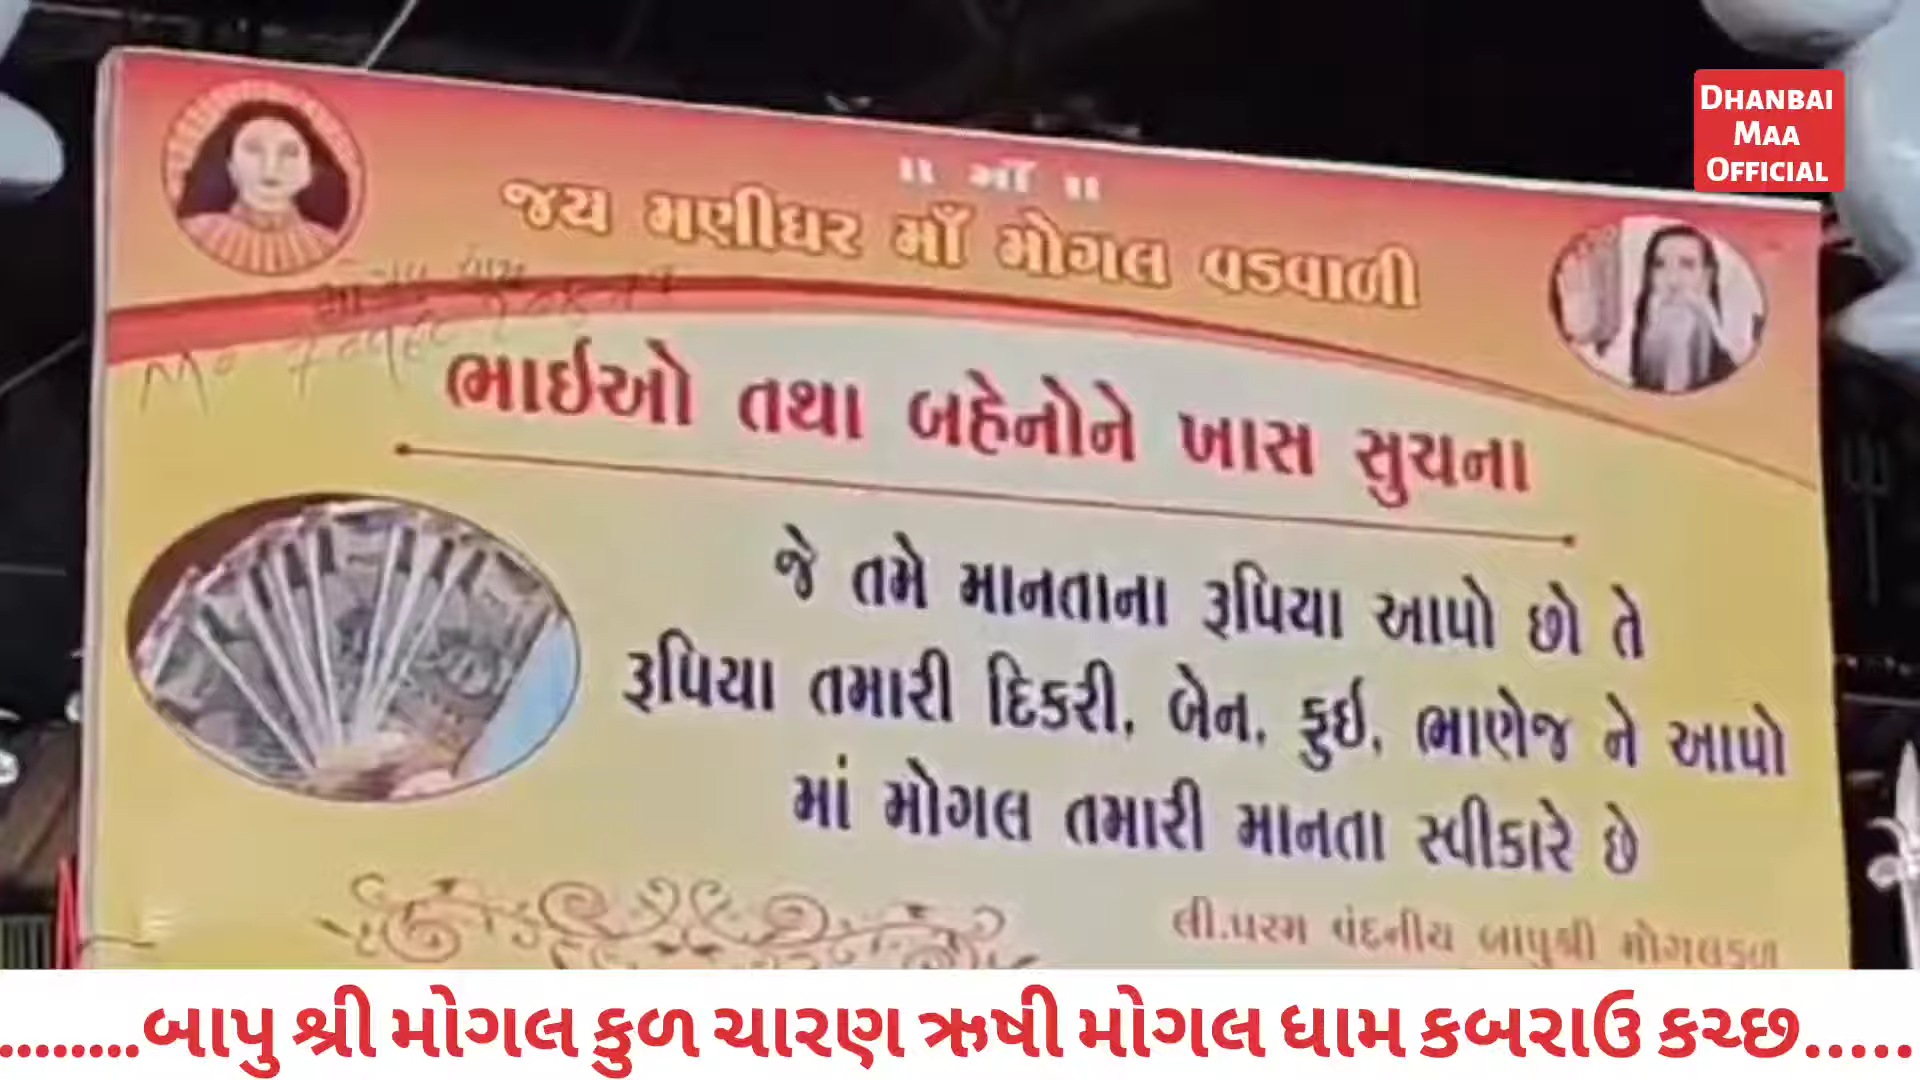 DHANBAI
MAA
OFFICIAL
॥ માઁ ॥
જય મણીધર માઁ મોગલ વડવાળી
ભાઈઓ તથા બહેનોને ખાસ સુચના
જે તમે માનતાના રૂપિયા આપો છો તે
રૂપિયા તમારી દિકરી, બેન, ફુઈ, ભાણેજ ને આપો
માં મોગલ તમારી માનતા સ્વીકારે છે
લી.પરમ વંદનીય બાપુશ્રી મોગલકુળ
........બાપુ શ્રી મોગલ કુળ ચારણ ઋષી મોગલ ધામ કબરાઉ કચ્છ.....